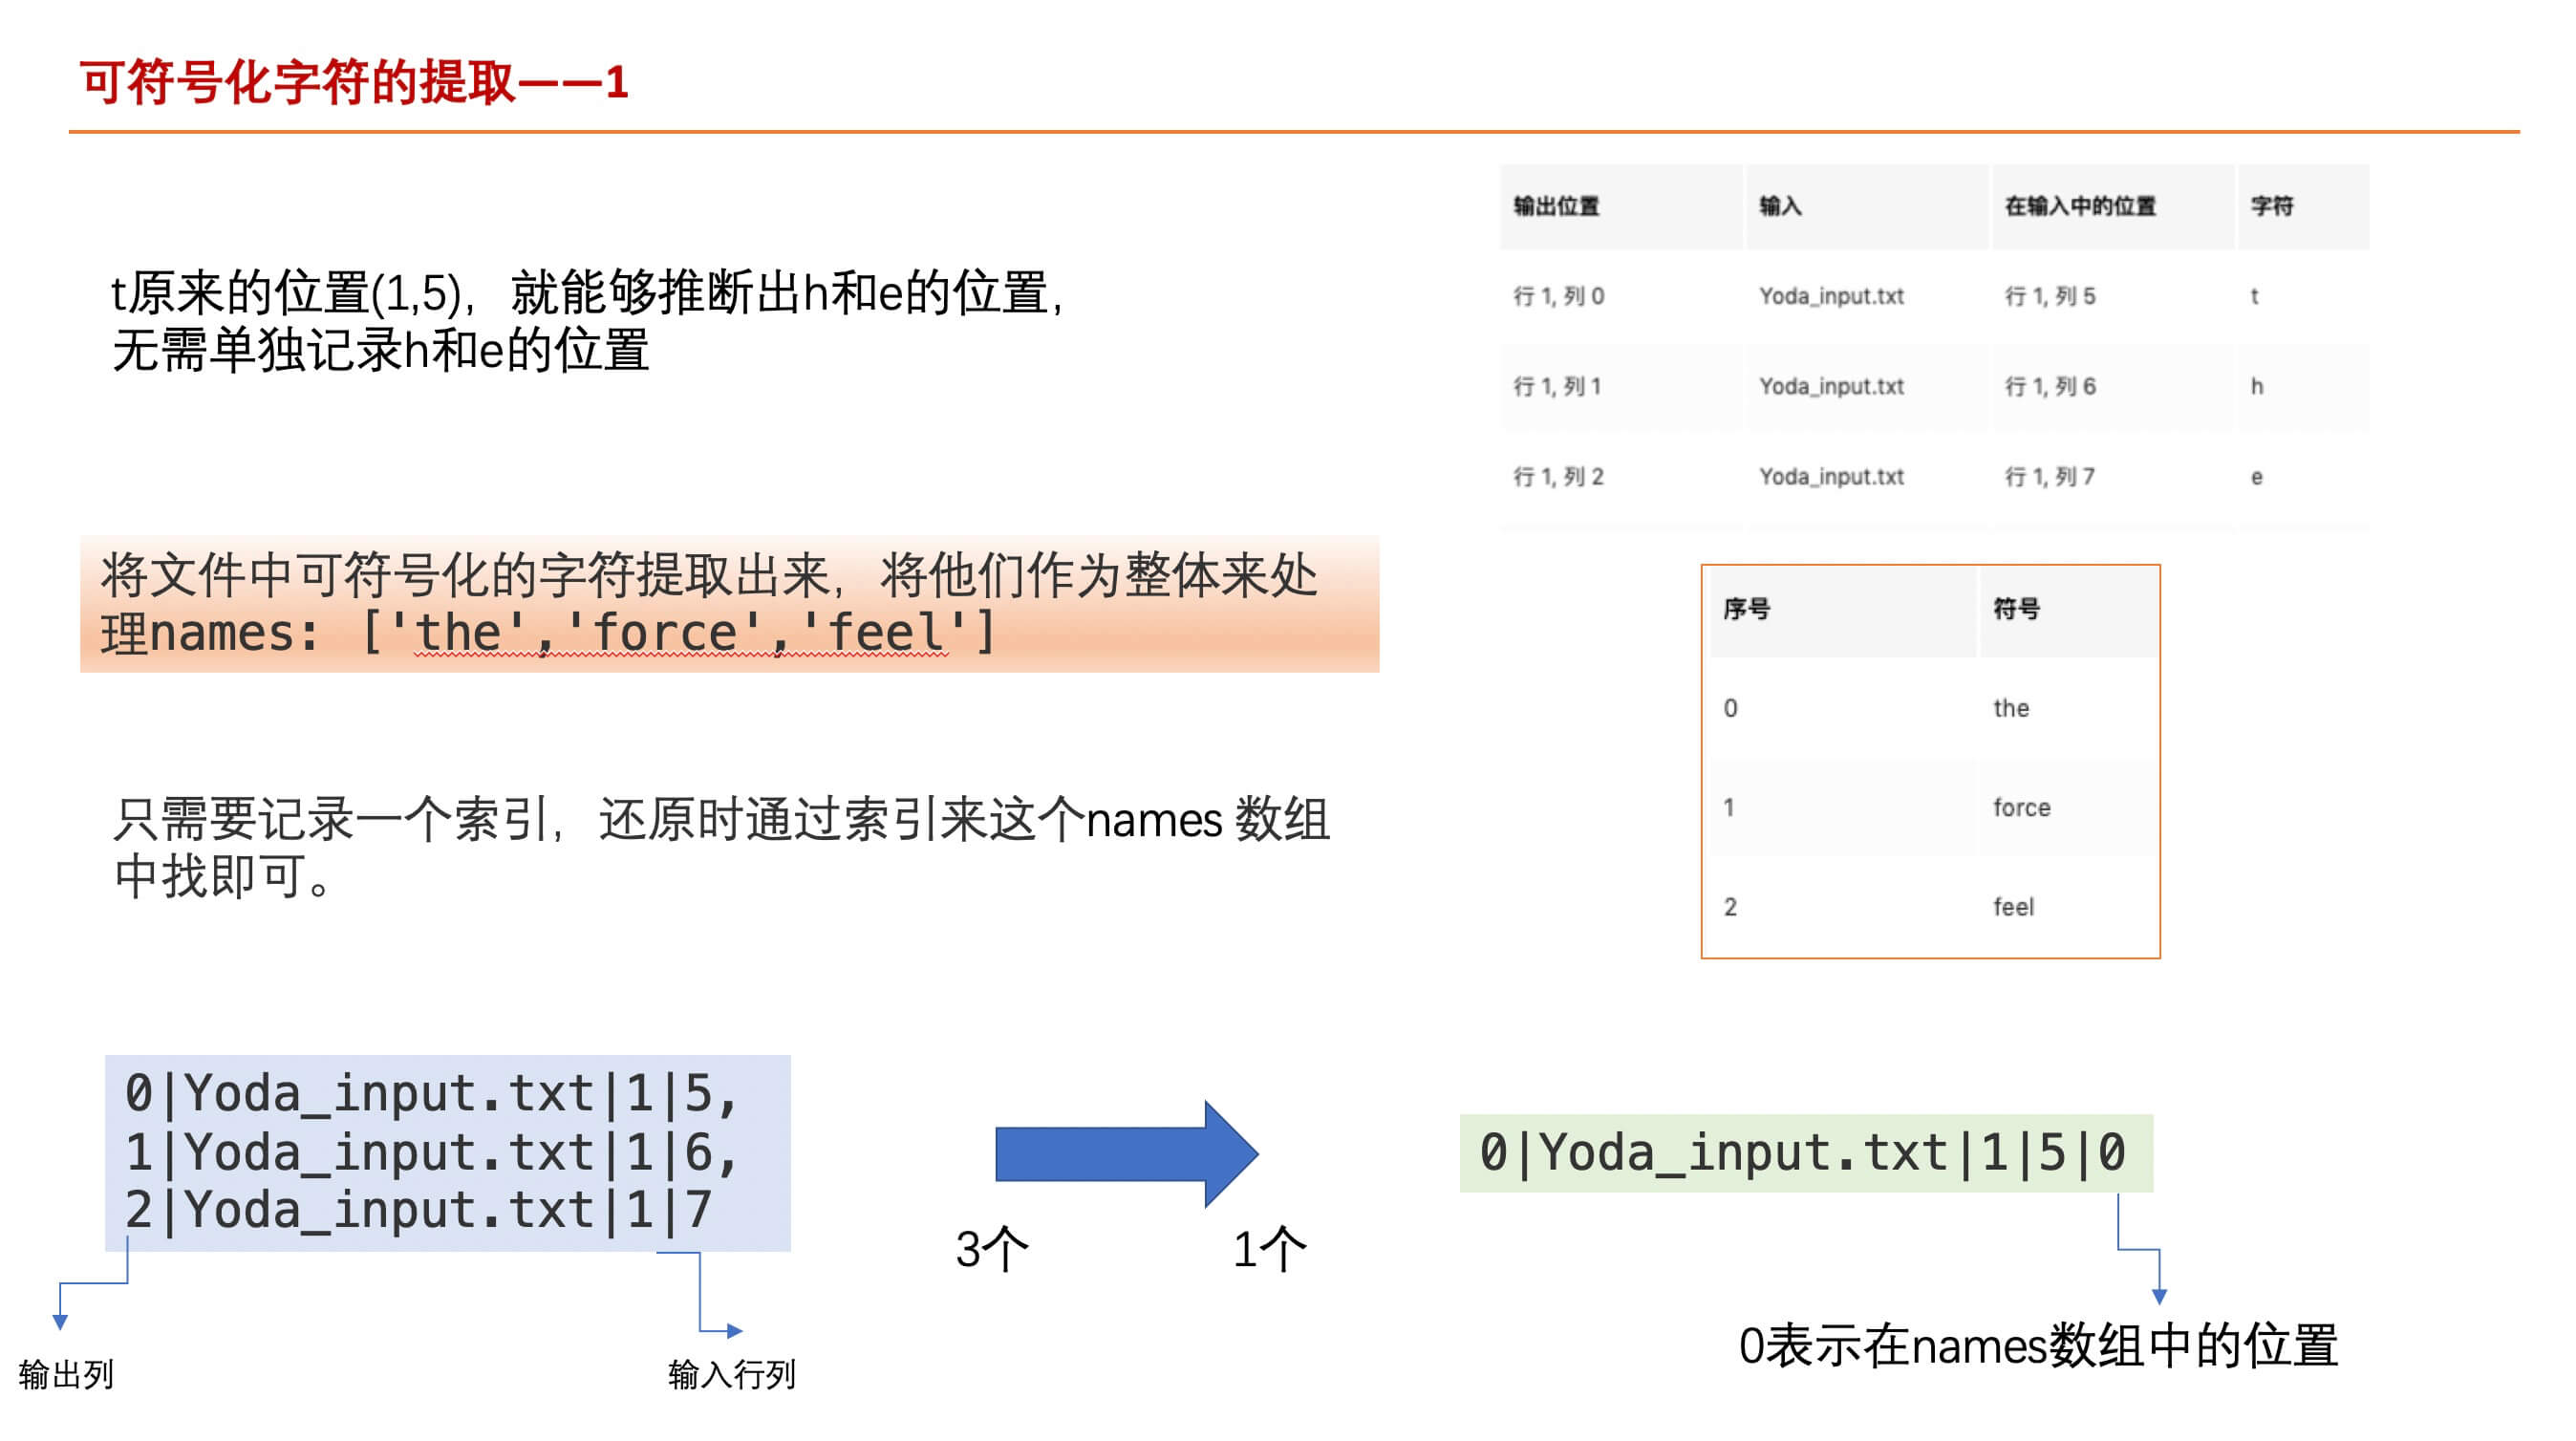 可符号化字符的提取——1
t原来的位置(1,5)，就能够推断出h和e的位置，
无需单独记录h和e的位置
输出位置 输入 在输入中的位置 字符
行 1, 列 0 Yoda_input.txt 行 1, 列 5 t
行 1, 列 1 Yoda_input.txt 行 1, 列 6 h
行 1, 列 2 Yoda_input.txt 行 1, 列 7 e
将文件中可符号化的字符提取出来，将他们作为整体来处
理names: ['the','force','feel']
序号 符号
0 the
1 force
2 feel
只需要记录一个索引，还原时通过索引来这个names 数组
中找即可。
0|Yoda_input.txt|1|5,
1|Yoda_input.txt|1|6,
2|Yoda_input.txt|1|7
输出列
输入行列
3个
1个
0|Yoda_input.txt|1|5|0
0表示在names数组中的位置